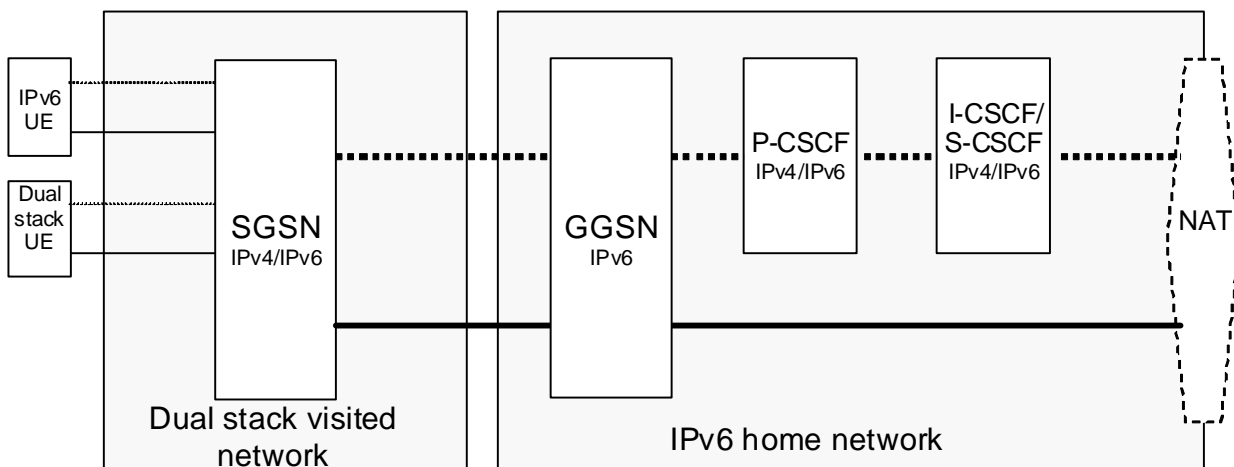 IPv6
UE
Dual
stack
UE
SGSN
IPv4/IPv6
Dual stack visited
network
GGSN
IPv6
P-CSCF
IPv4/IPv6
I-CSCF/
S-CSCF
IPv4/IPv6
NAT
IPv6 home network